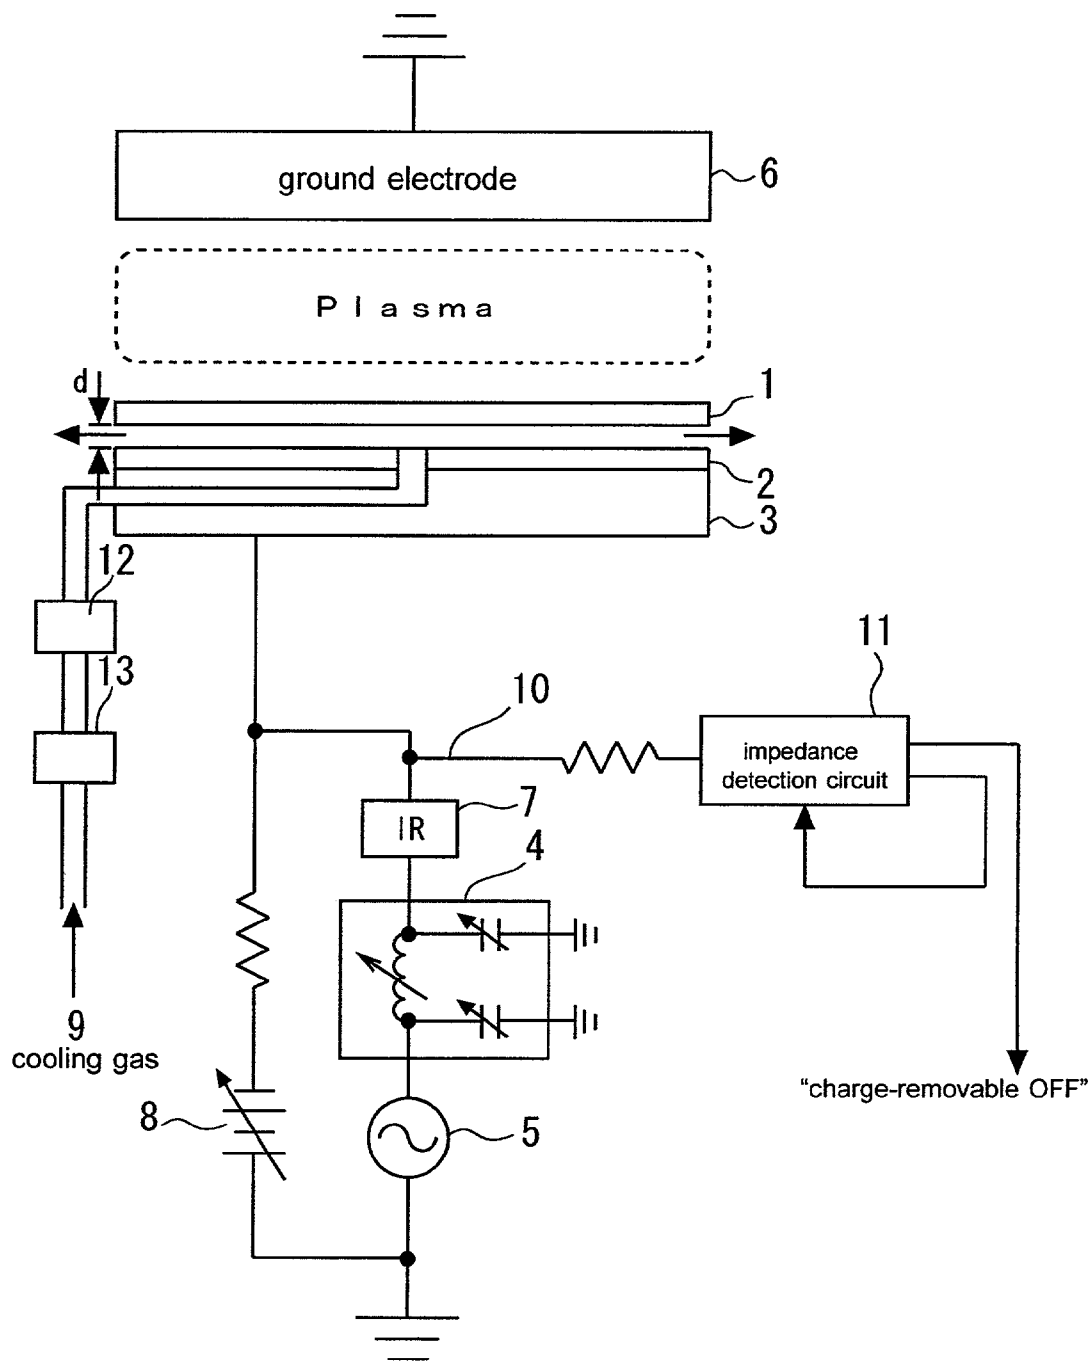 ground electrode
6
Plasma
d
1
2
3
12
13
11
10
impedance
detection circuit
7
IR
4
9
cooling gas
"charge-removable OFF"
8
5